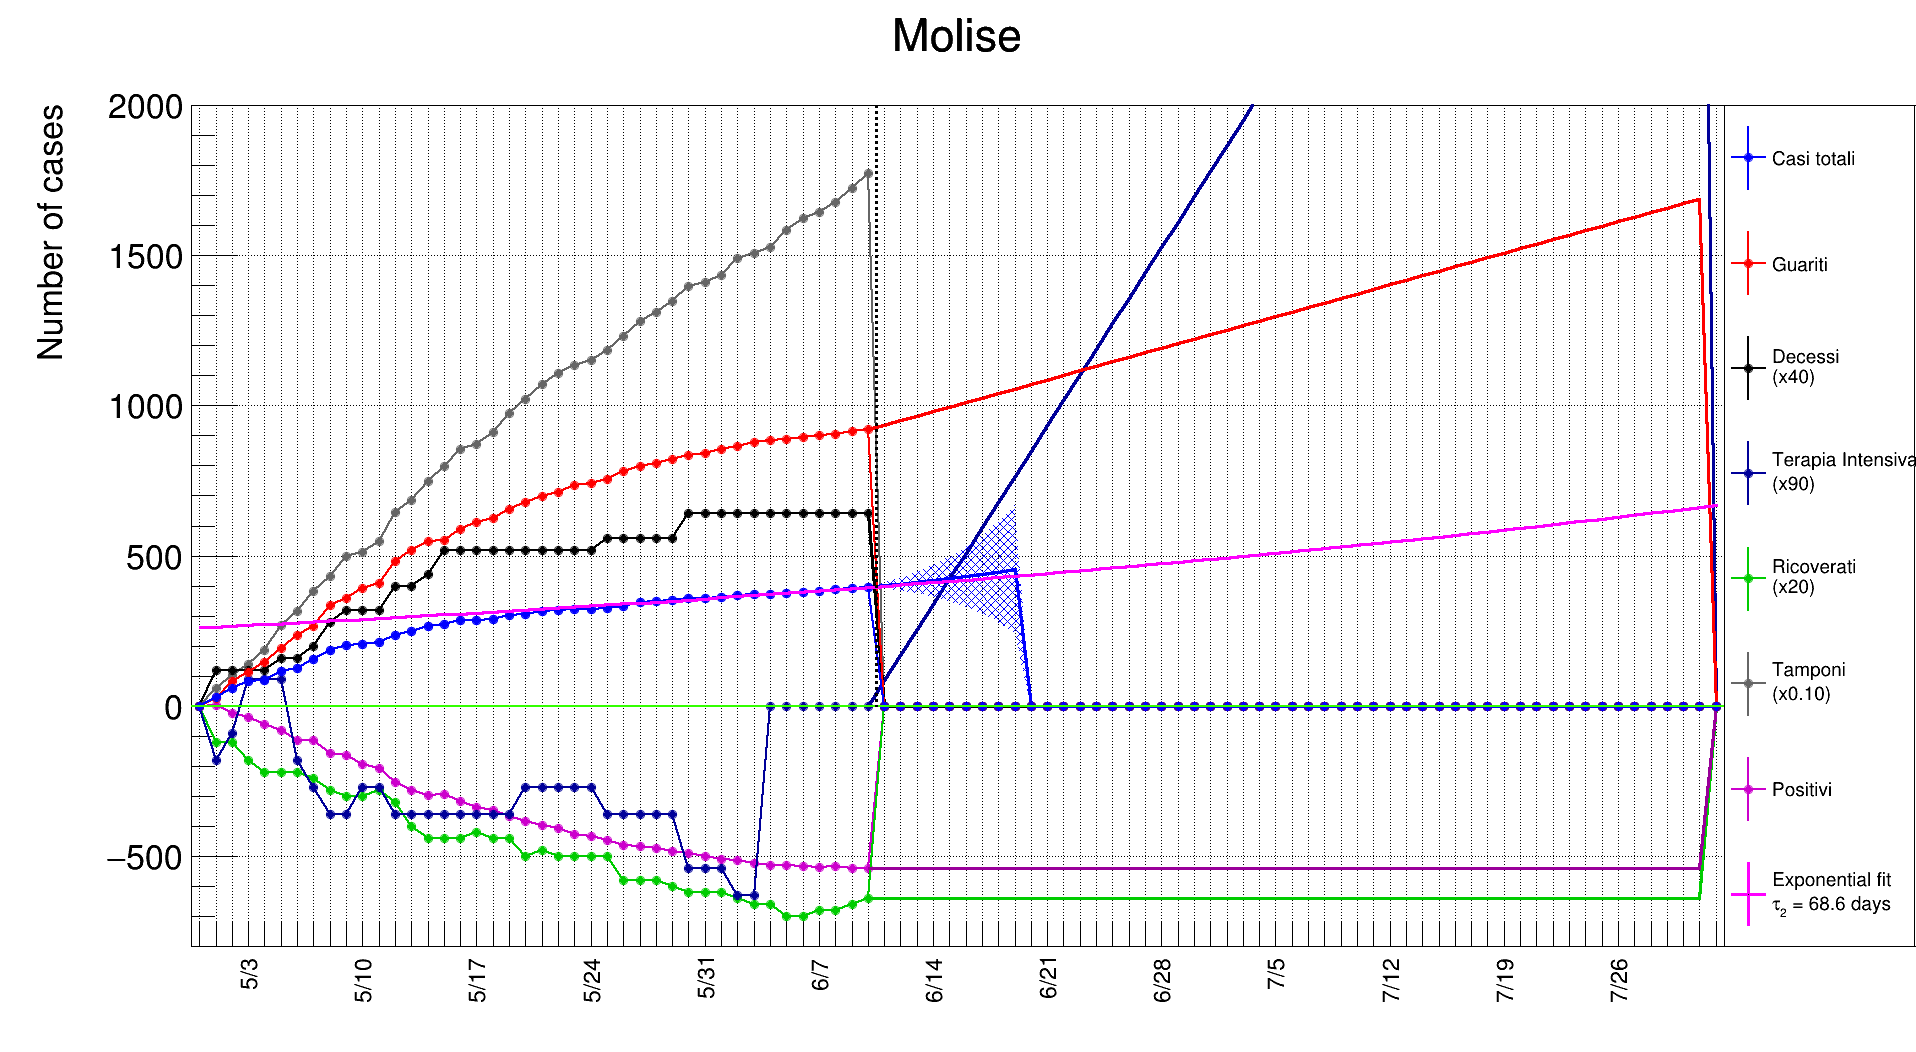 Molise
Number of cases
2000
1500
1000
500
0
−500
5/3
5/10
5/17
5/24
5/31
6/7
6/14
6/21
6/28
7/5
7/12
7/19
7/26
Casi totali
Guariti
Decessi
(x40)
Terapia Intensiva
(x90)
Ricoverati
(x20)
Tamponi
(x0.10)
Positivi
Exponential fit
τ₂ = 68.6 days